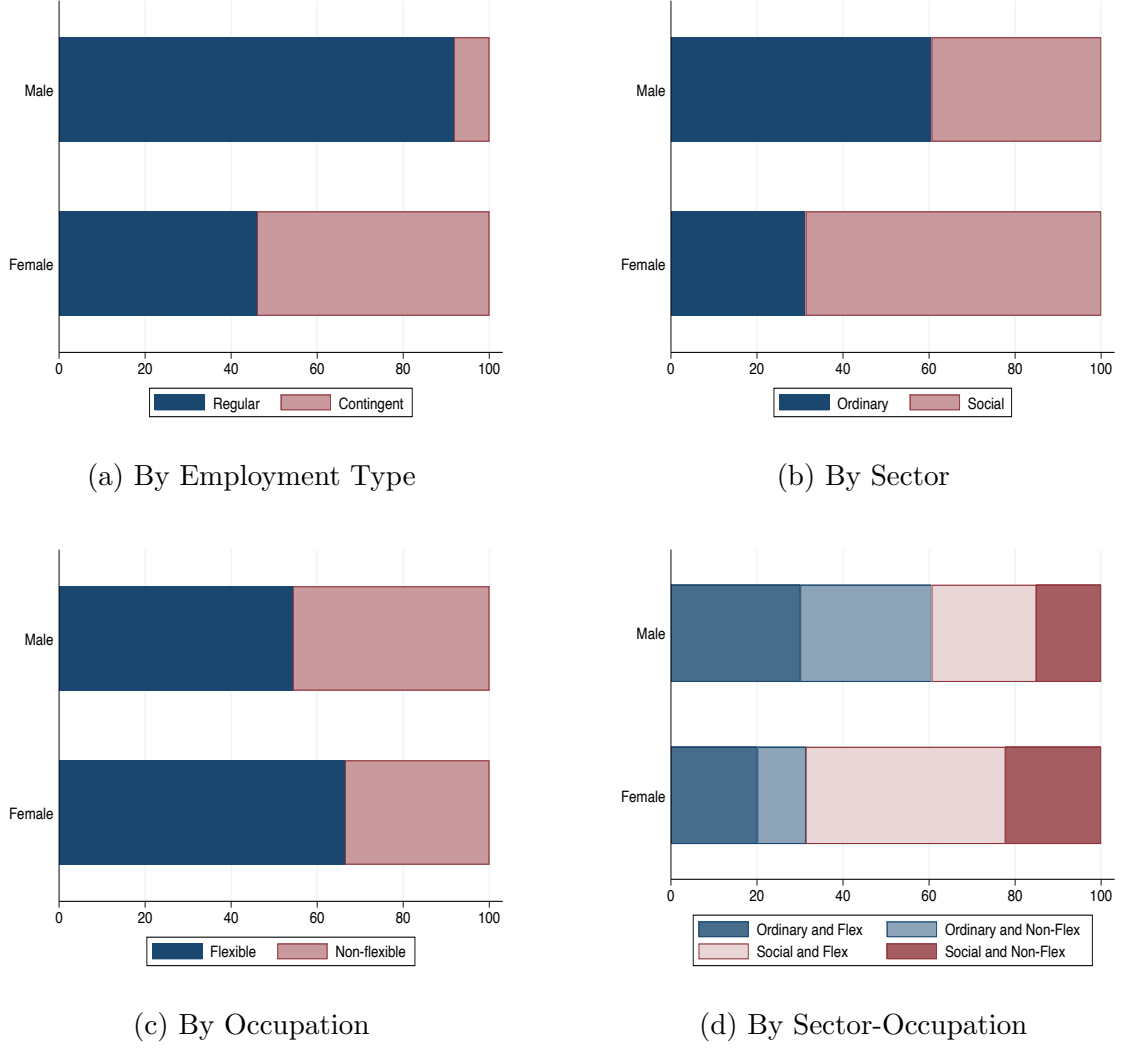 Male
Female
0 20 40 60 80 100
Regular Contingent
(a) By Employment Type
Male
Female
0 20 40 60 80 100
Ordinary Social
(b) By Sector
Male
Female
0 20 40 60 80 100
Flexible Non-flexible
(c) By Occupation
Male
Female
0 20 40 60 80 100
Ordinary and Flex Ordinary and Non-Flex
Social and Flex Social and Non-Flex
(d) By Sector-Occupation